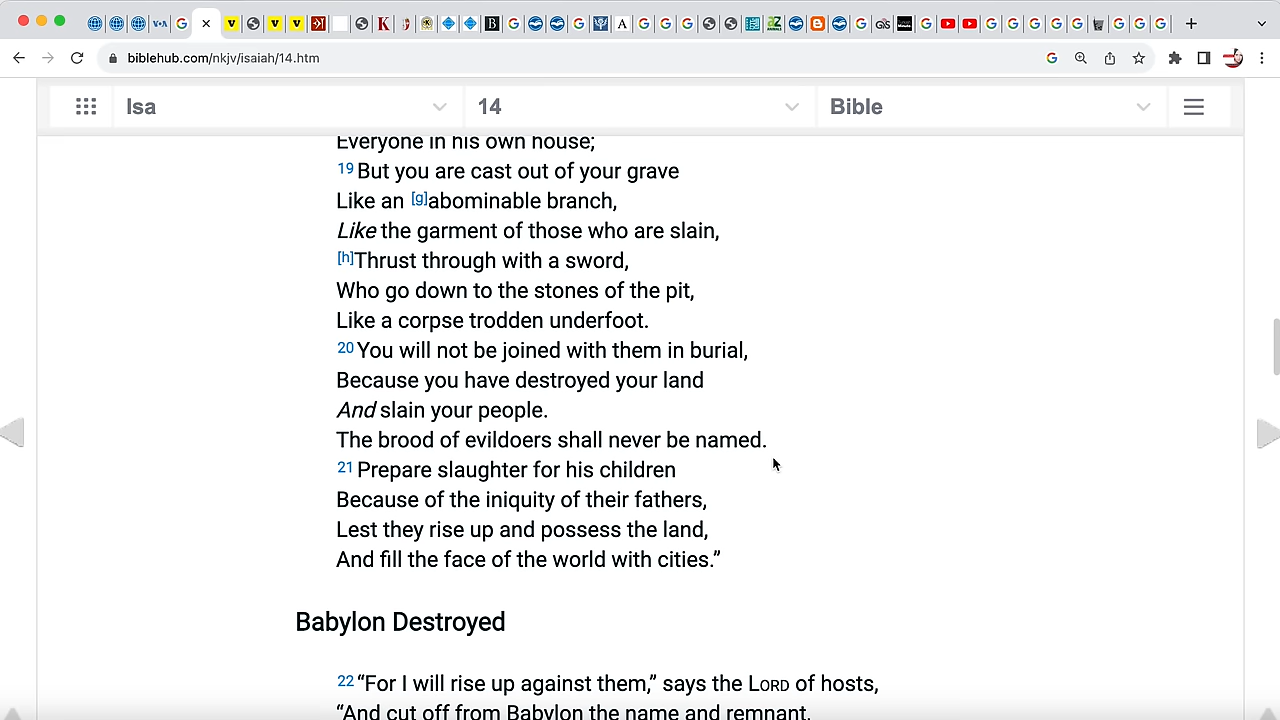 biblehub.com/nkjv/isaiah/14.htm
Isa 14 Bible
Everyone in his own house;
19 But you are cast out of your grave
Like an [g]abominable branch,
Like the garment of those who are slain,
[h]Thrust through with a sword,
Who go down to the stones of the pit,
Like a corpse trodden underfoot.
20 You will not be joined with them in burial,
Because you have destroyed your land
And slain your people.
The brood of evildoers shall never be named.
21 Prepare slaughter for his children
Because of the iniquity of their fathers,
Lest they rise up and possess the land,
And fill the face of the world with cities.”
Babylon Destroyed
22 “For I will rise up against them,” says the LORD of hosts,
“And cut off from Babylon the name and remnant,